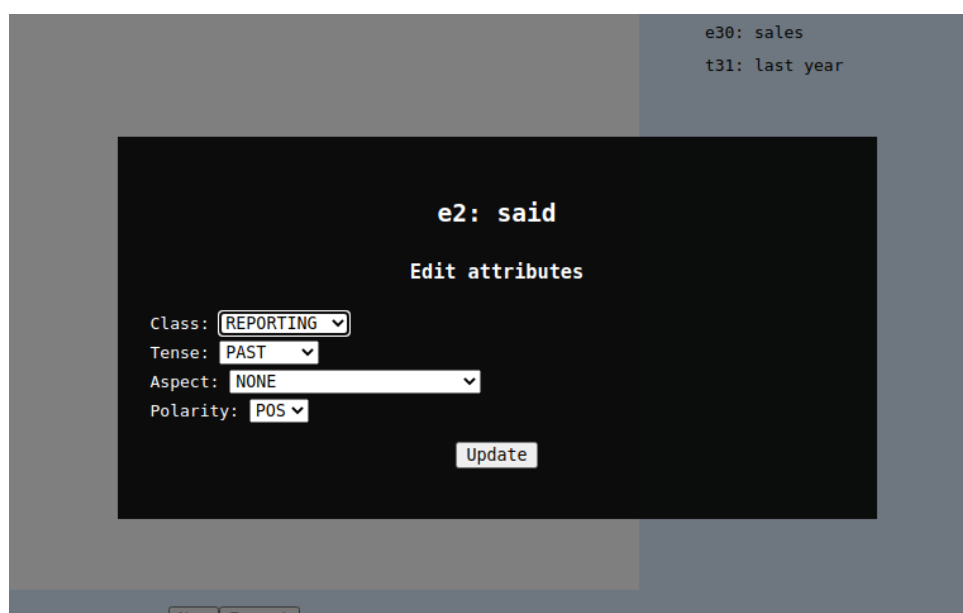 e30: sales
t31: last year
e2: said
Edit attributes
Class: REPORTING
Tense: PAST
Aspect: NONE
Polarity: POS
Update